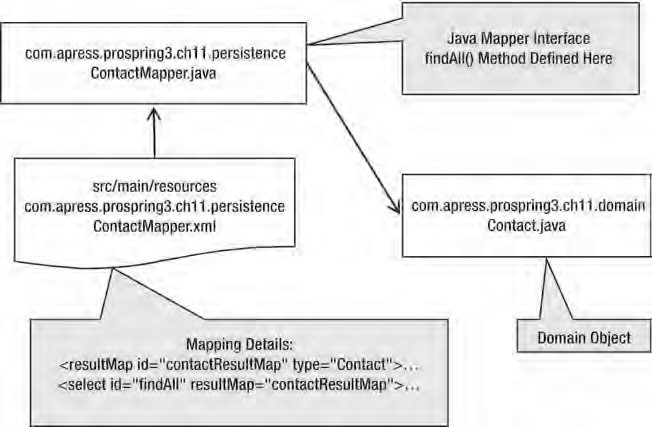 com.apress.prospring3.ch11.persistence
ContactMapper.java
Java Mapper Interface
findAll() Method Defined Here
src/main/resources
com.apress.prospring3.ch11.persistence
ContactMapper.xml
com.apress.prospring3.ch11.domain
Contact.java
Mapping Details:
<resultMap id="contactResultMap" type="Contact">...
<select id="findAll" resultMap="contactResultMap">...
Domain Object